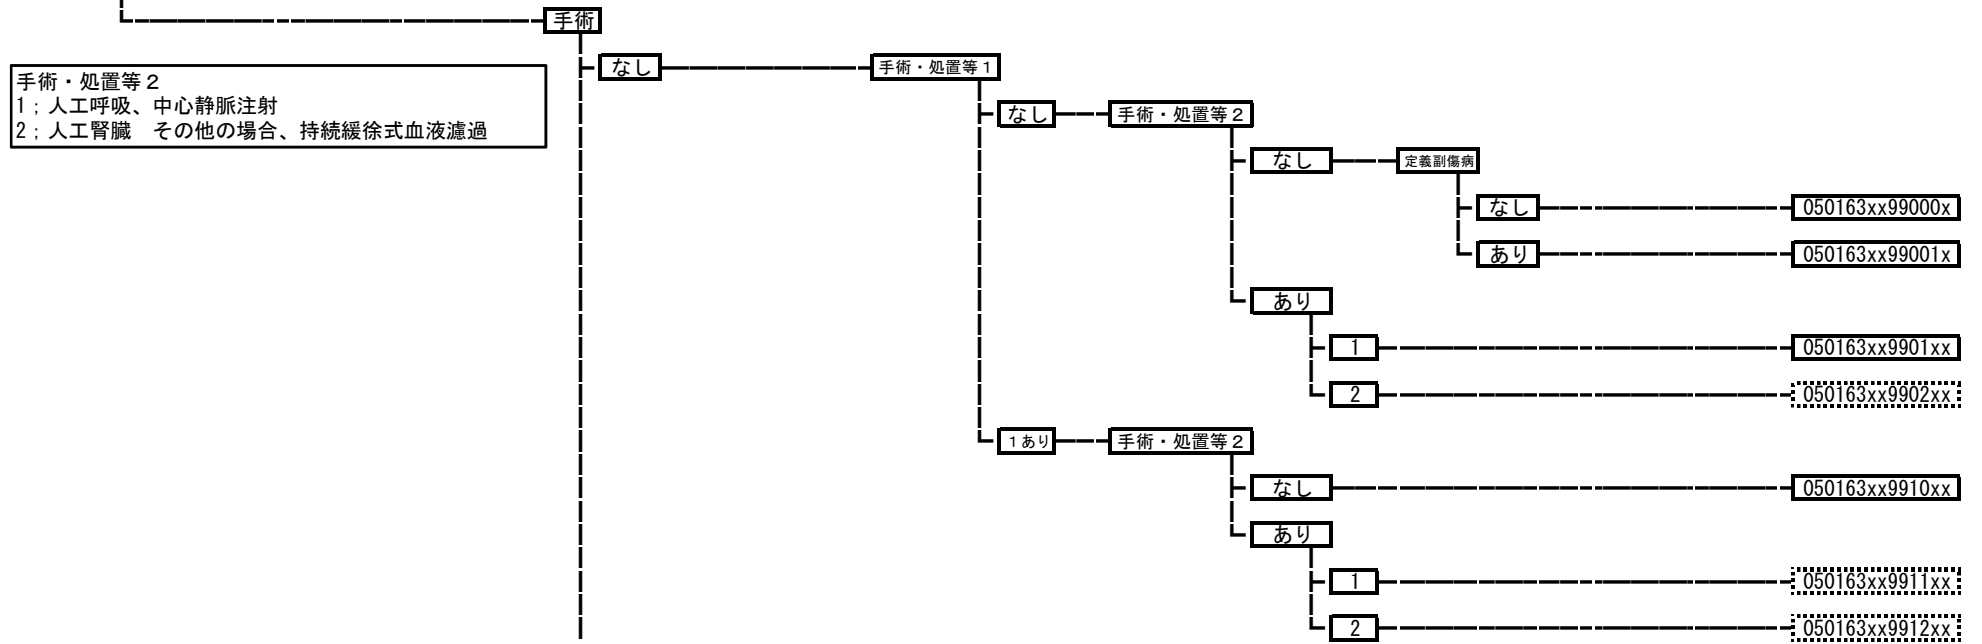 手術
なし
手術・処置等1
手術・処置等2
1；人工呼吸、中心静脈注射
2；人工腎臓　その他の場合、持続緩徐式血液濾過
なし
手術・処置等2
なし
定義副傷病
なし
050163xx99000x
あり
050163xx99001x
あり
1
050163xx9901xx
2
050163xx9902xx
1あり
手術・処置等2
なし
050163xx9910xx
あり
1
050163xx9911xx
2
050163xx9912xx